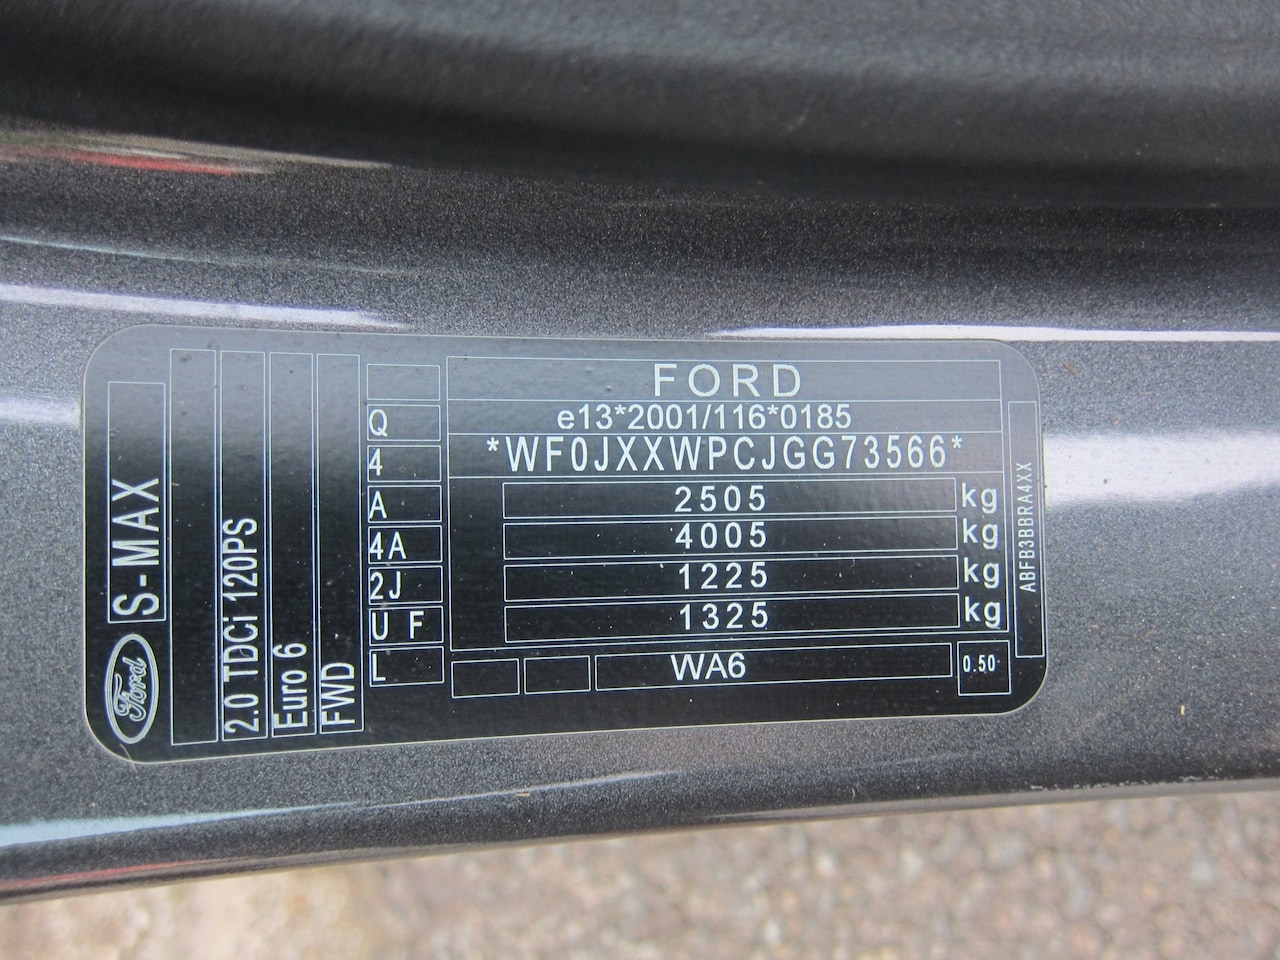 FORD
e13*2001/116*0185
*WF0JXXWPCJGG73566*
2505 kg
4005 kg
1225 kg
1325 kg
WA6 0.50
Q
4
A
4A
2J
U F
L
Ford S-MAX
2.0 TDCi 120PS
Euro 6
FWD
ABFB3BBRA4XX